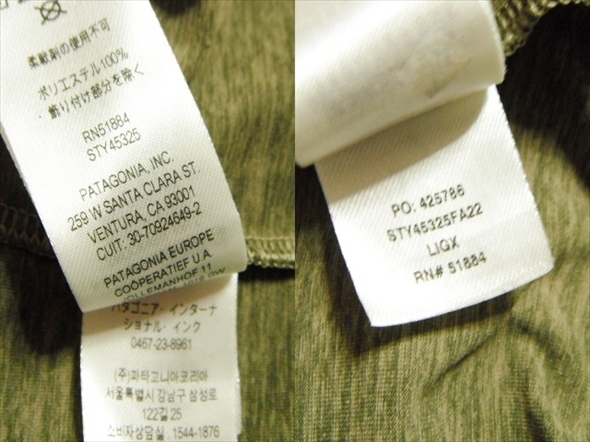 柔軟剤の使用不可
ポリエステル100%
・飾り付け部分を除く
RN51884
STY45325
PATAGONIA, INC.
259 W SANTA CLARA ST.
VENTURA, CA 93001
CUIT: 30-70924649-2
PATAGONIA EUROPE
COÖPERATIEF U A
HOLLEMANHOF 11
パタゴニア・インターナ
ショナル・インク
0467-23-8961
(주)파타고니아코리아
서울특별시 강남구 삼성로
122길 25
소비자상담실: 1544-1876
PO: 425786
STY45325FA22
LIGX
RN# 51884